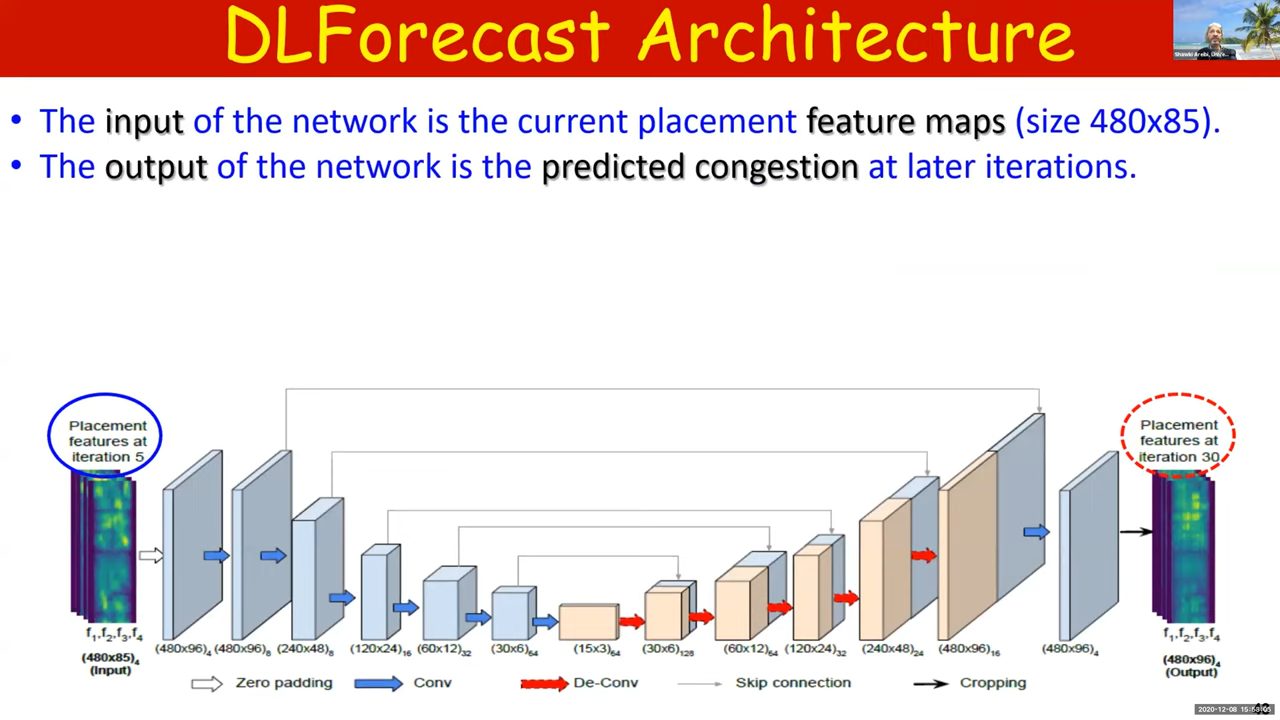 DLForecast Architecture
• The input of the network is the current placement feature maps (size 480x85).
• The output of the network is the predicted congestion at later iterations.
Placement
features at
iteration 5
Placement
features at
iteration 30
f1,f2,f3,f4
(480x85)4
(Input)
(480x96)4 (480x96)8 (240x48)8 (120x24)16 (60x12)32 (30x6)64 (15x3)64 (30x6)128 (60x12)64 (120x24)32 (240x48)24 (480x96)16 (480x96)4
f1,f2,f3,f4
(480x96)4
(Output)
Zero padding Conv De-Conv Skip connection Cropping